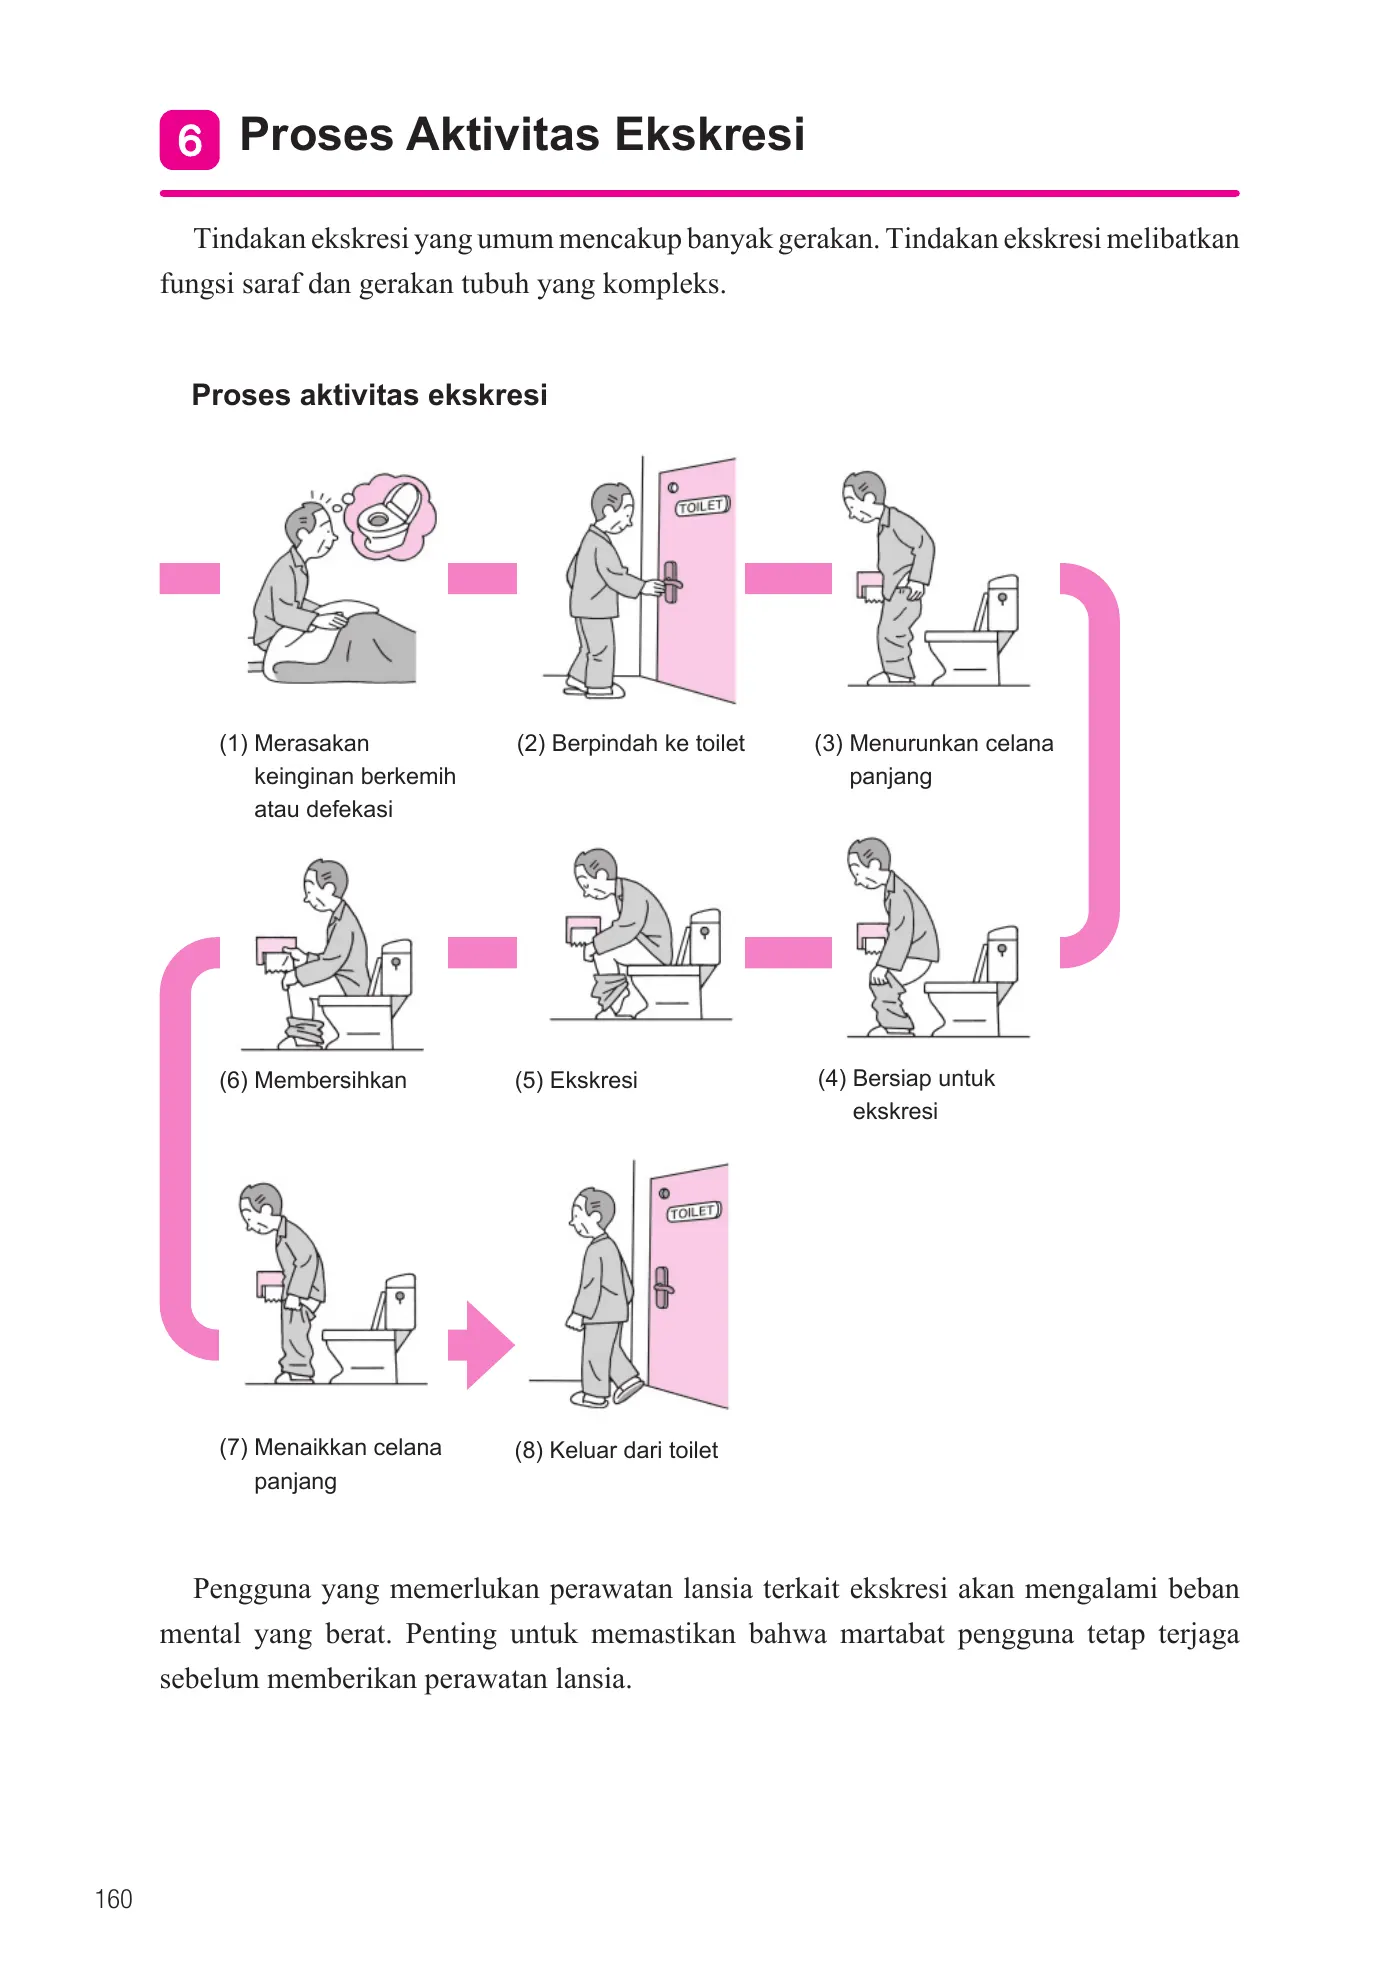 6 Proses Aktivitas Ekskresi
Tindakan ekskresi yang umum mencakup banyak gerakan. Tindakan ekskresi melibatkan
fungsi saraf dan gerakan tubuh yang kompleks.
Proses aktivitas ekskresi
TOILET
(1) Merasakan
keinginan berkemih
atau defekasi
(2) Berpindah ke toilet
(3) Menurunkan celana
panjang
(6) Membersihkan
(5) Ekskresi
(4) Bersiap untuk
ekskresi
TOILET
(7) Menaikkan celana
panjang
(8) Keluar dari toilet
Pengguna yang memerlukan perawatan lansia terkait ekskresi akan mengalami beban
mental yang berat. Penting untuk memastikan bahwa martabat pengguna tetap terjaga
sebelum memberikan perawatan lansia.
160